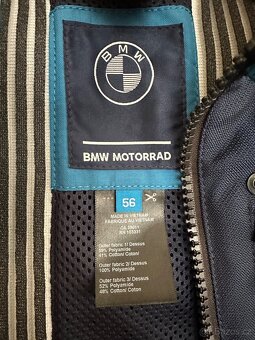 BMW
BMW MOTORRAD
56
MADE IN VIETNAM
FABRIQUÉ AU VIETNAM
Outer fabric 1/ Dessus
59% Polyamide
41% Cotton/ Coton
Outer fabric 2/ Dessus
100% Polyamide
Outer fabric 3/ Dessus
52% Polyamide
48% Cotton/ Coton